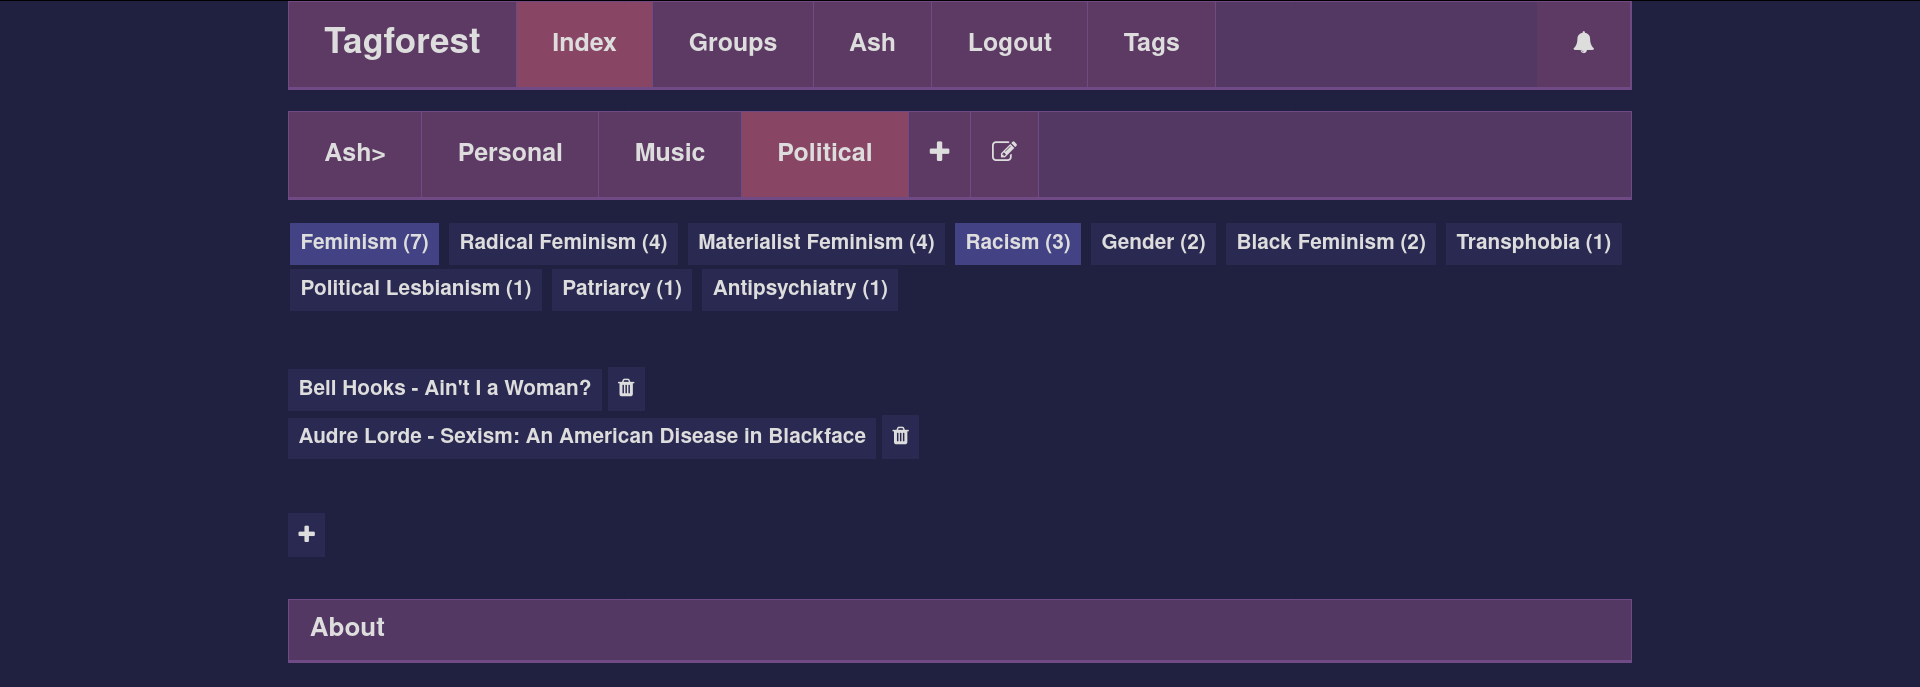 Tagforest Index Groups Ash Logout Tags
Ash> Personal Music Political
Feminism (7) Radical Feminism (4) Materialist Feminism (4) Racism (3) Gender (2) Black Feminism (2) Transphobia (1)
Political Lesbianism (1) Patriarcy (1) Antipsychiatry (1)
Bell Hooks - Ain't I a Woman?
Audre Lorde - Sexism: An American Disease in Blackface
About